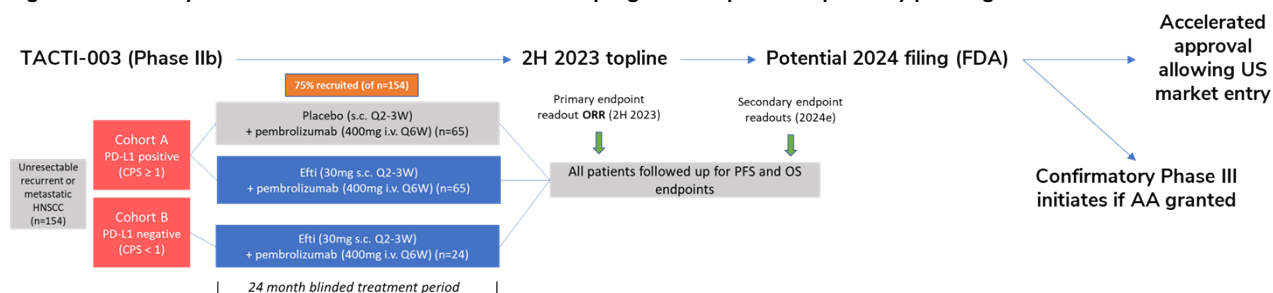 TACTI-003 (Phase IIb)
2H 2023 topline
Potential 2024 filing (FDA)
Accelerated
approval
allowing US
market entry
75% recruited (of n=154)
Primary endpoint
readout ORR (2H 2023)
Secondary endpoint
readouts (2024e)
Unresectable
recurrent or
metastatic
HNSCC
(n=154)
Cohort A
PD-L1 positive
(CPS ≥ 1)
Placebo (s.c. Q2-3W)
+ pembrolizumab (400mg i.v. Q6W) (n=65)
Efti (30mg s.c. Q2-3W)
+ pembrolizumab (400mg i.v. Q6W) (n=65)
All patients followed up for PFS and OS
endpoints
Confirmatory Phase III
initiates if AA granted
Cohort B
PD-L1 negative
(CPS < 1)
Efti (30mg s.c. Q2-3W)
+ pembrolizumab (400mg i.v. Q6W) (n=24)
24 month blinded treatment period